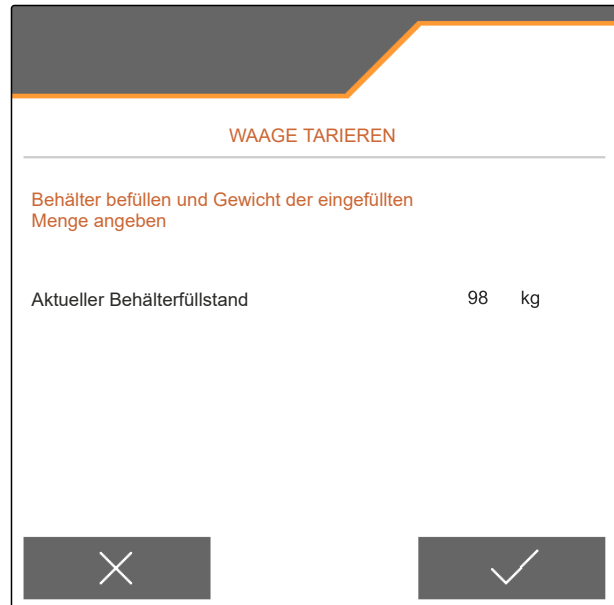 WAAGE TARIEREN
Behälter befüllen und Gewicht der eingefüllten
Menge angeben
Aktueller Behälterfüllstand 98 kg